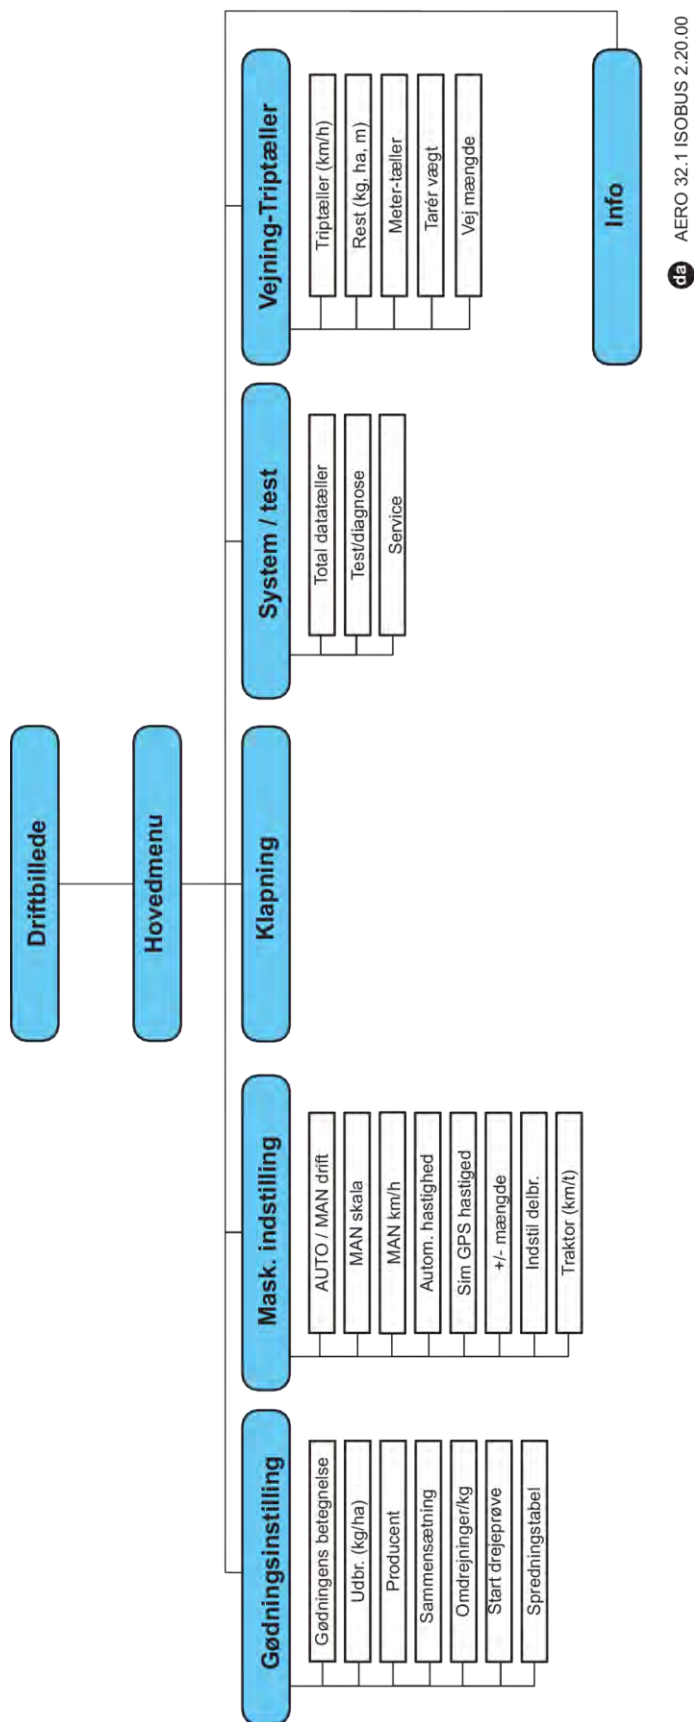 Driftbillede
Hovedmenu
Gødningsinstilling
Gødningens betegnelse
Udbr. (kg/ha)
Producent
Sammensætning
Omdrejninger/kg
Start drejeprøve
Spredningstabel
Mask. indstilling
AUTO / MAN drift
MAN skala
MAN km/h
Autom. hastighed
Sim GPS hastiged
+/- mængde
Indstil delbr.
Traktor (km/t)
Klapning
System / test
Total datatæller
Test/diagnose
Service
Vejning-Triptæller
Triptæller (km/h)
Rest (kg, ha, m)
Meter-tæller
Tarér vægt
Vej mængde
Info
da AERO 32.1 ISOBUS 2.20.00